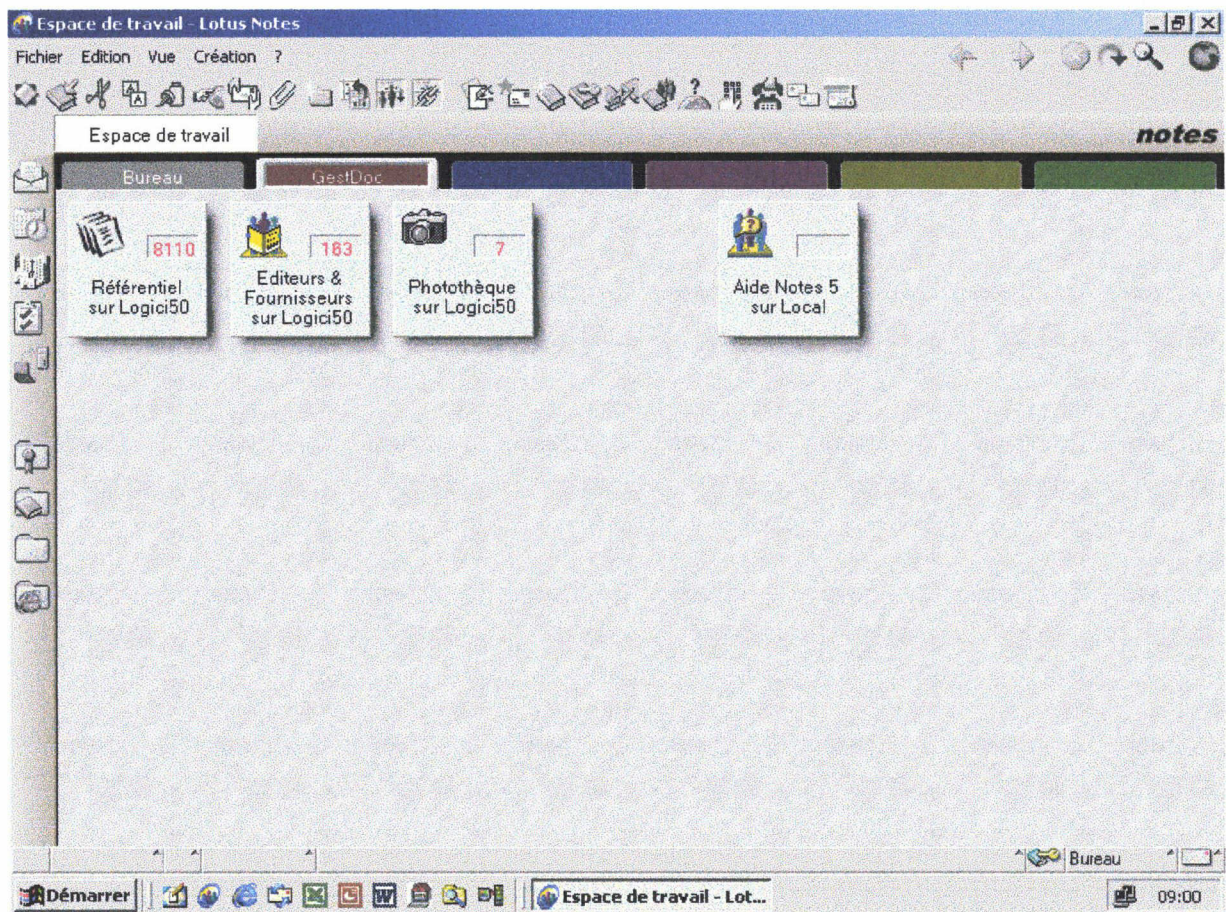 Espace de travail - Lotus Notes
Fichier Edition Vue Création ?
Espace de travail
notes
Bureau
GestDoc
8110
Référentiel
sur Logici50
163
Editeurs &
Fournisseurs
sur Logici50
7
Photothèque
sur Logici50
Aide Notes 5
sur Local
Bureau
Démarrer
Espace de travail - Lot...
09:00